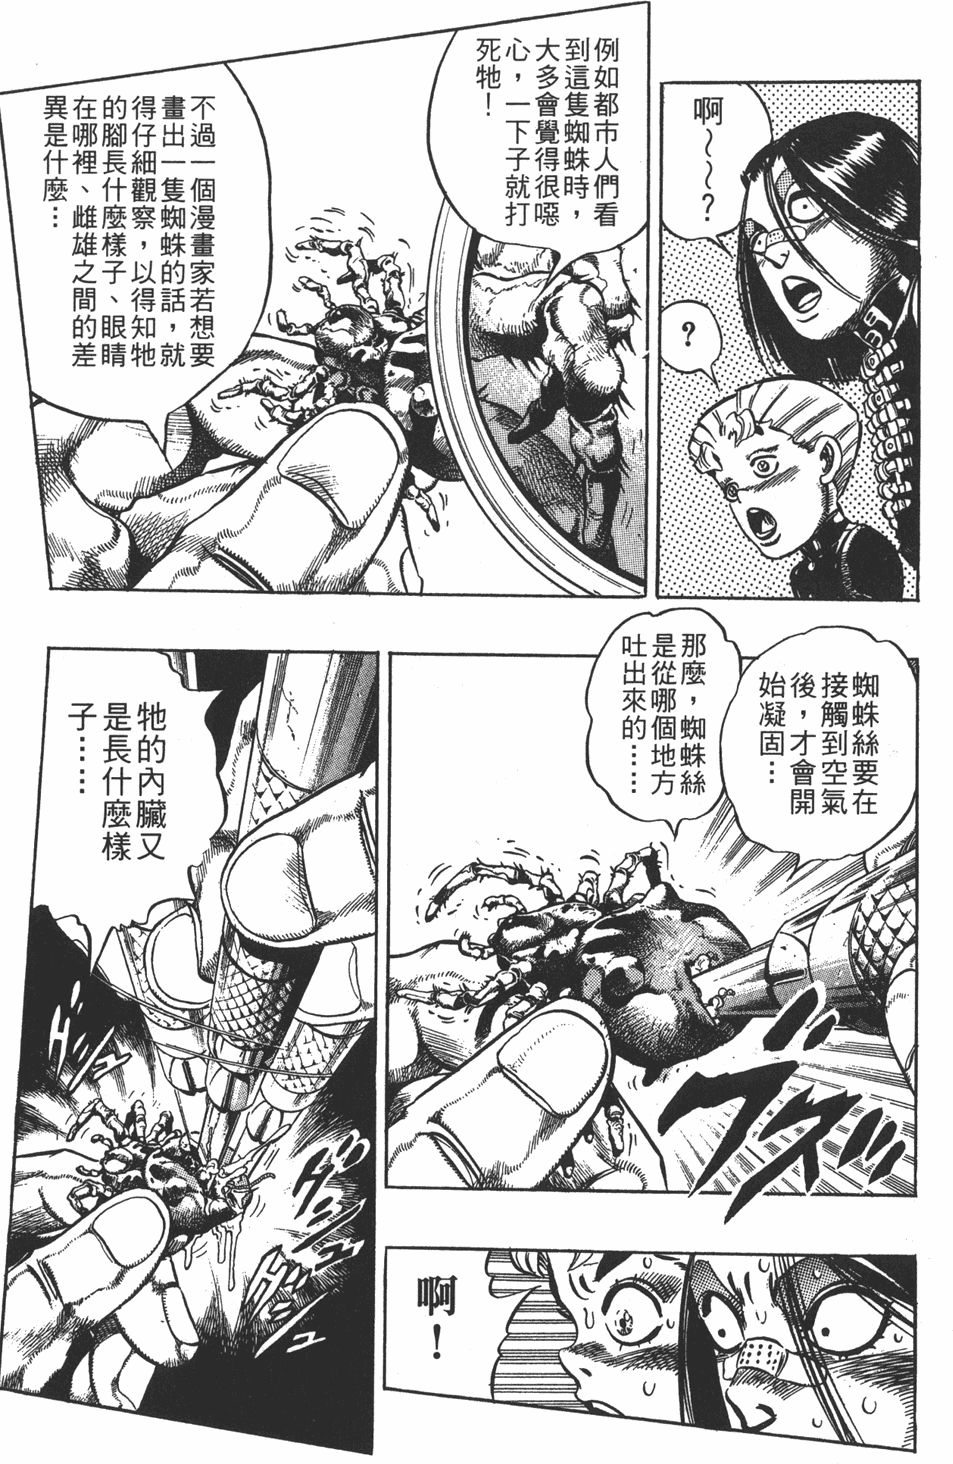 啊
～～～？
？
例如都市人們看
到這隻蜘蛛時，
大多會覺得很噁
心，一下子就打
死牠！
不過一個漫畫家若想要
畫出一隻蜘蛛的話，就
得仔細觀察，以得知牠
的腳長什麼樣子、眼睛
在哪裡、雌雄之間的差
異是什麼…
蜘蛛絲要在
接觸到空氣
後，才會開
始凝固…
那麼，蜘蛛絲
是從哪個地方
吐出來的……
ブスッ
啊！
牠的內臟又
是長什麼樣
子……